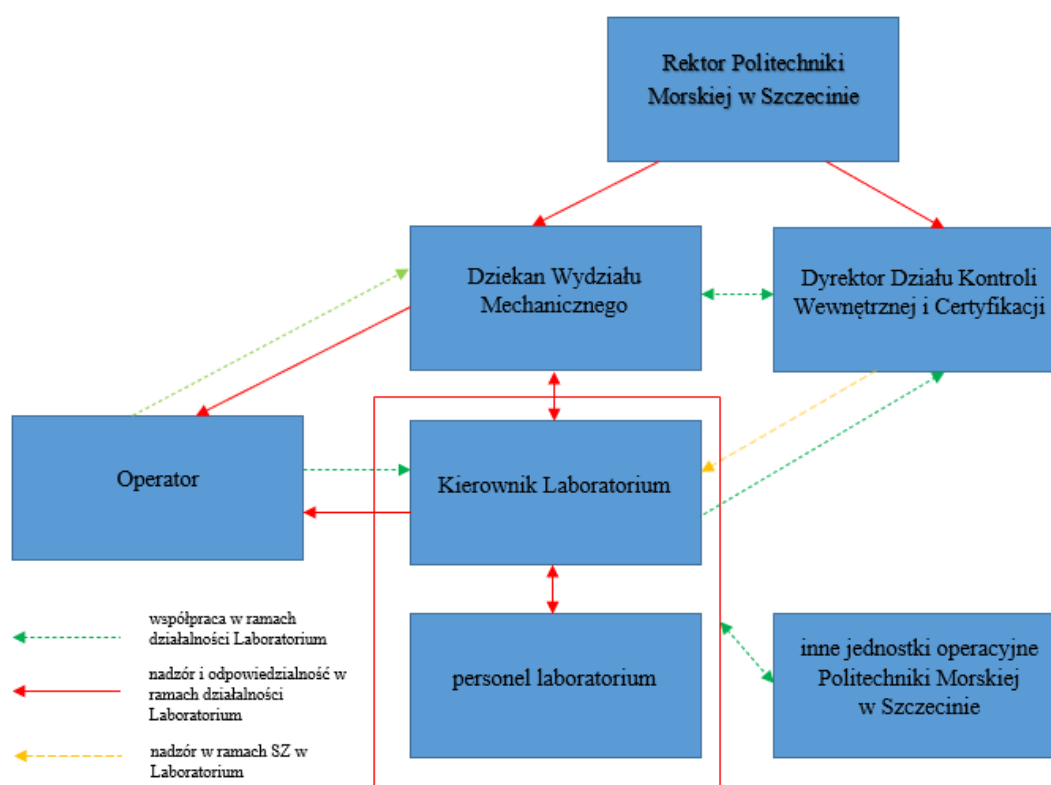 Rektor Politechniki
Morskiej w Szczecinie
Dziekan Wydziału
Mechanicznego
Dyrektor Działu Kontroli
Wewnętrznej i Certyfikacji
Operator
Kierownik Laboratorium
personel laboratorium
inne jednostki operacyjne
Politechniki Morskiej
w Szczecinie
współpraca w ramach
działalności Laboratorium
nadzór i odpowiedzialność w
ramach działalności
Laboratorium
nadzór w ramach SZ w
Laboratorium